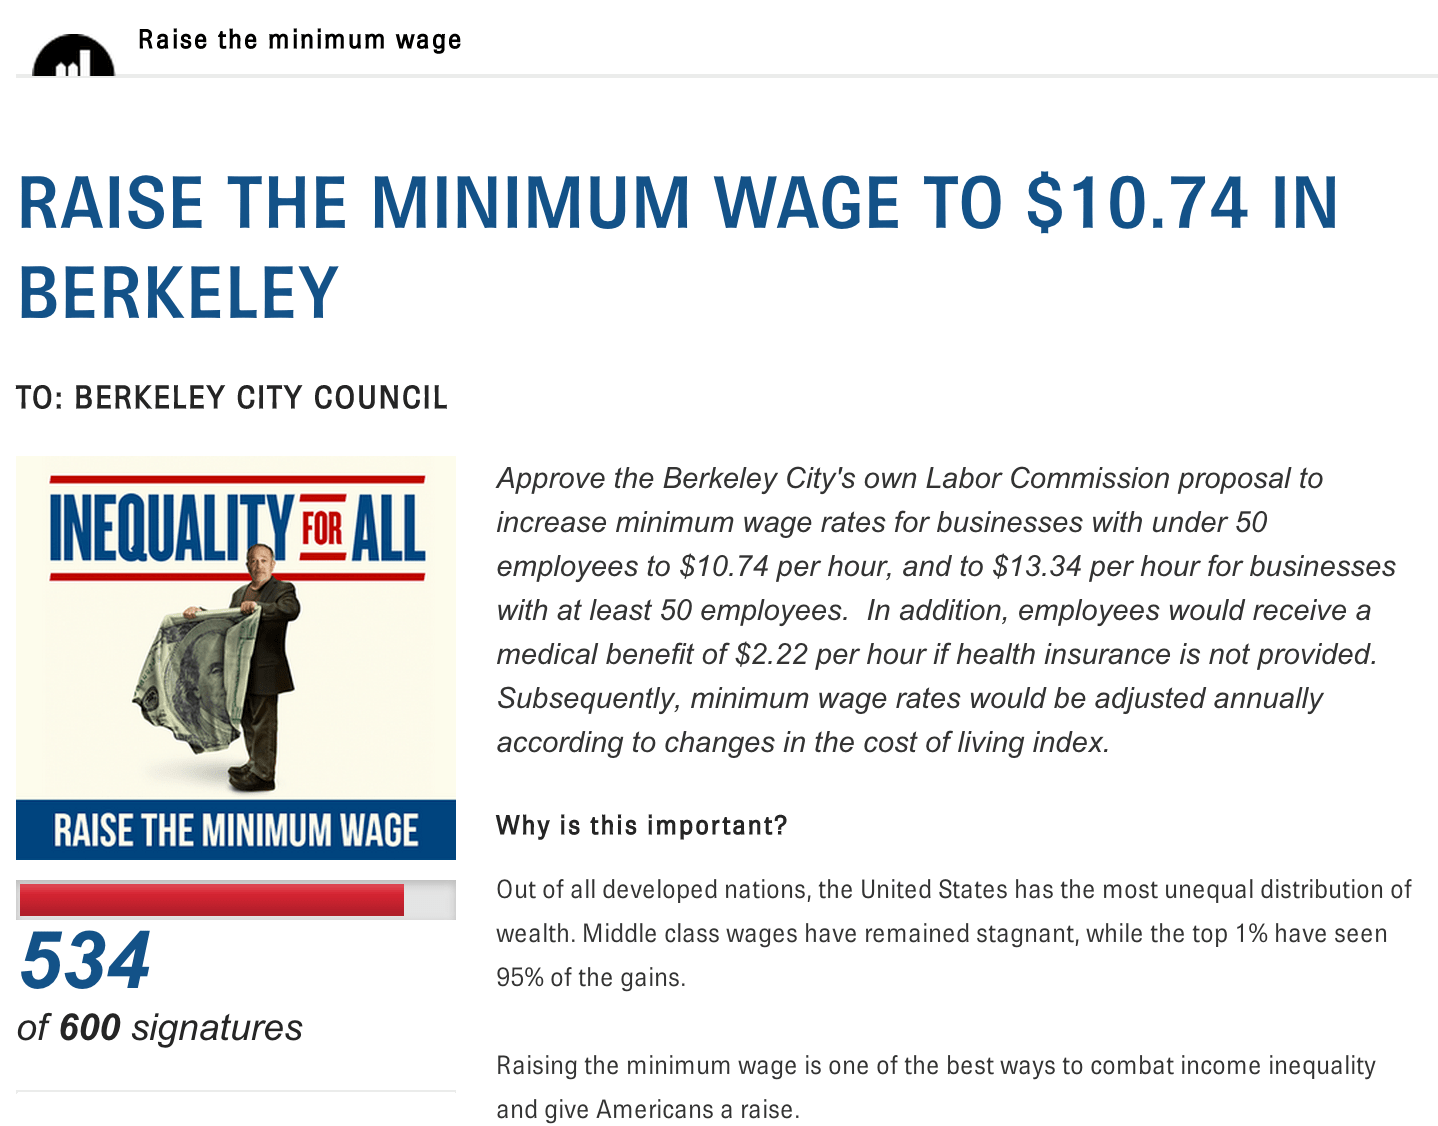 Raise the minimum wage
RAISE THE MINIMUM WAGE TO $10.74 IN
BERKELEY
TO: BERKELEY CITY COUNCIL
INEQUALITY FOR ALL
RAISE THE MINIMUM WAGE
534
of 600 signatures
Approve the Berkeley City's own Labor Commission proposal to
increase minimum wage rates for businesses with under 50
employees to $10.74 per hour, and to $13.34 per hour for businesses
with at least 50 employees.  In addition, employees would receive a
medical benefit of $2.22 per hour if health insurance is not provided.
Subsequently, minimum wage rates would be adjusted annually
according to changes in the cost of living index.
Why is this important?
Out of all developed nations, the United States has the most unequal distribution of
wealth. Middle class wages have remained stagnant, while the top 1% have seen
95% of the gains.
Raising the minimum wage is one of the best ways to combat income inequality
and give Americans a raise.